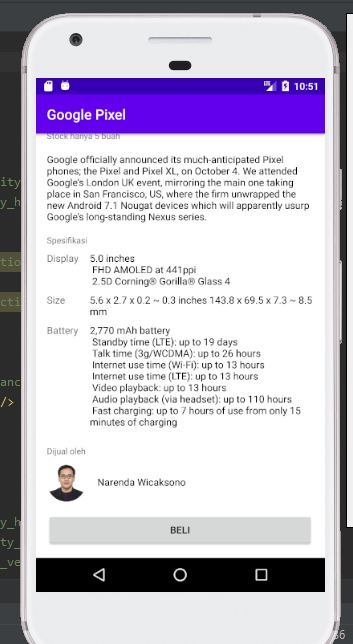 10:51
Google Pixel
Stock hanya 5 buah
Google officially announced its much-anticipated Pixel
phones; the Pixel and Pixel XL, on October 4. We attended
Google's London UK event, mirroring the main one taking
place in San Francisco, US, where the firm unwrapped the
new Android 7.1 Nougat devices which will apparently usurp
Google's long-standing Nexus series.
Spesifikasi
Display 5.0 inches
FHD AMOLED at 441ppi
2.5D Corning® Gorilla® Glass 4
Size 5.6 x 2.7 x 0.2 ~ 0.3 inches 143.8 x 69.5 x 7.3 ~ 8.5
mm
Battery 2,770 mAh battery
Standby time (LTE): up to 19 days
Talk time (3g/WCDMA): up to 26 hours
Internet use time (Wi-Fi): up to 13 hours
Internet use time (LTE): up to 13 hours
Video playback: up to 13 hours
Audio playback (via headset): up to 110 hours
Fast charging: up to 7 hours of use from only 15
minutes of charging
Dijual oleh
Narenda Wicaksono
BELI